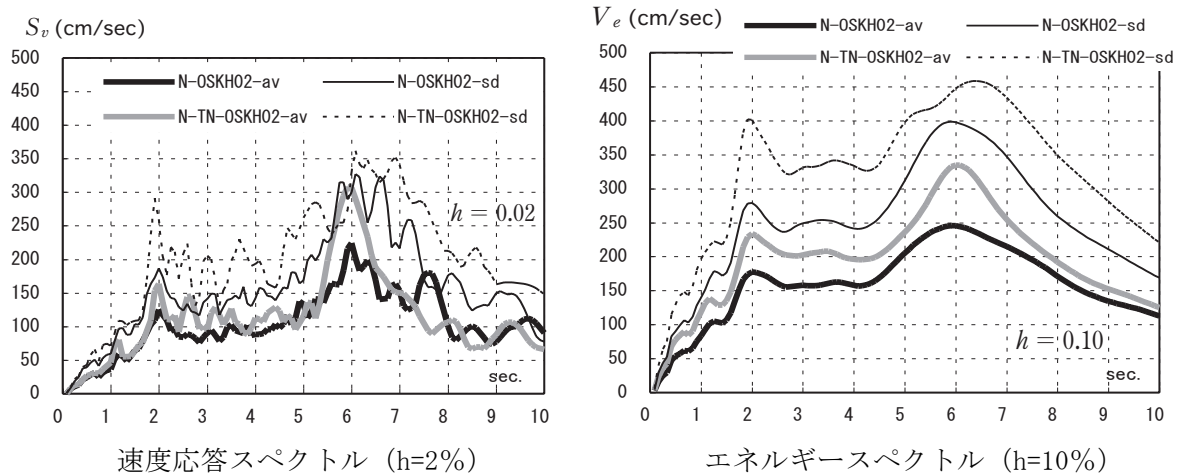 Sv (cm/sec)
500
450
400
350
300
250
200
150
100
50
0
N-OSKH02-av
N-OSKH02-sd
N-TN-OSKH02-av
N-TN-OSKH02-sd
h = 0.02
sec.
0 1 2 3 4 5 6 7 8 9 10
速度応答スペクトル (h=2%)
Ve (cm/sec)
N-OSKH02-av
N-OSKH02-sd
N-TN-OSKH02-av
N-TN-OSKH02-sd
500
450
400
350
300
250
200
150
100
50
0
h = 0.10
sec.
0 1 2 3 4 5 6 7 8 9 10
エネルギースペクトル (h=10%)